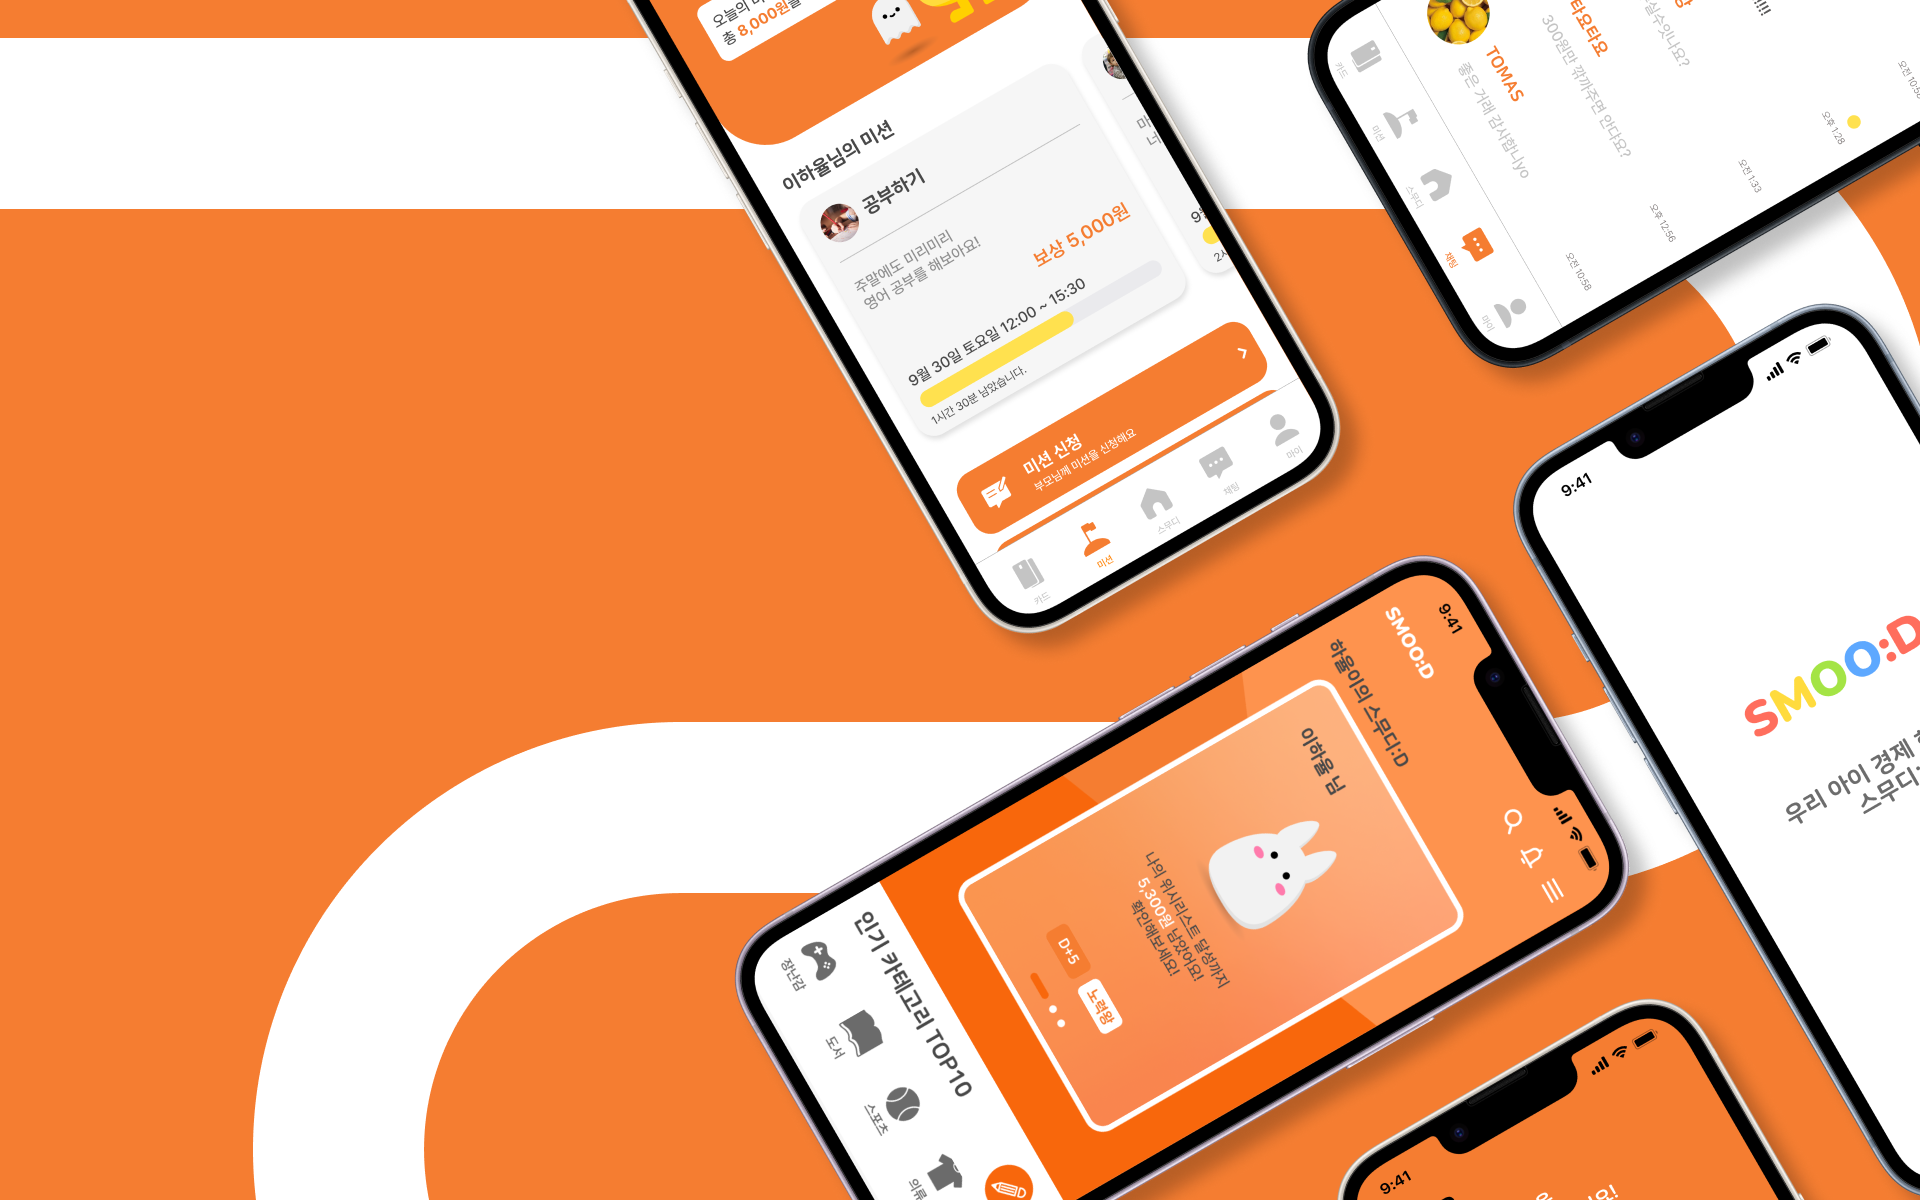 총 8,000원
이하율님의 미션
공부하기
주말에도 미리미리
영어 공부를 해보아요!
보상 5,000원
9월 30일 토요일 12:00 ~ 15:30
1시간 30분 남았습니다.
미션 신청
부모님께 미션을 신청해요
카드
미션
스무디
채팅
마이
타요타요
300원만 깎아주면 안다요?
오전 1:33
오후 1:28
오전 10:58
TOMAS
좋은 거래 감사합니yo
오후 12:56
오전 10:58
카드
미션
스무디
채팅
마이
9:41
SMOO:D
우리 아이 경제
스무디:
9:41
SMOO:D
하율이의 스무디:D
이하율 님
나의 위시리스트 달성까지
5,300원 남았어요!
확인해보세요!
D+5
노력왕
인기 카테고리 TOP10
장난감
도서
스포츠
의류
9:41